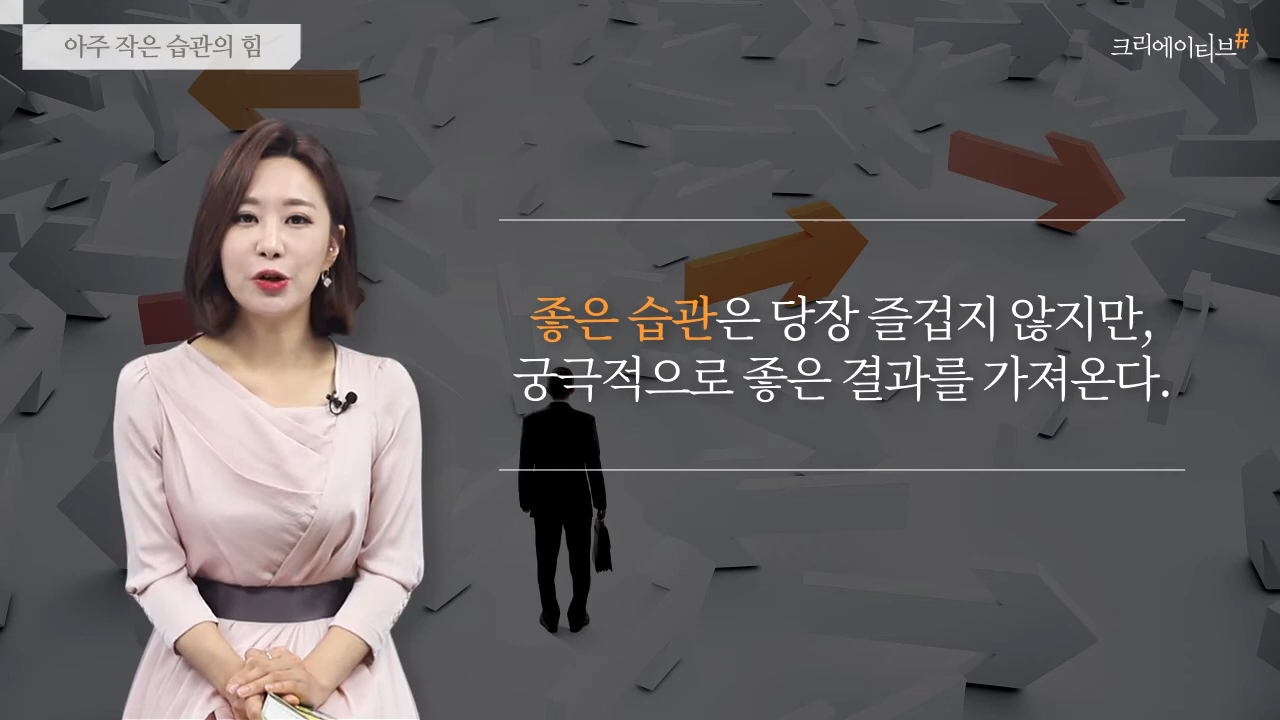 아주 작은 습관의 힘
크리에이티브#
좋은 습관은 당장 즐겁지 않지만,
궁극적으로 좋은 결과를 가져온다.